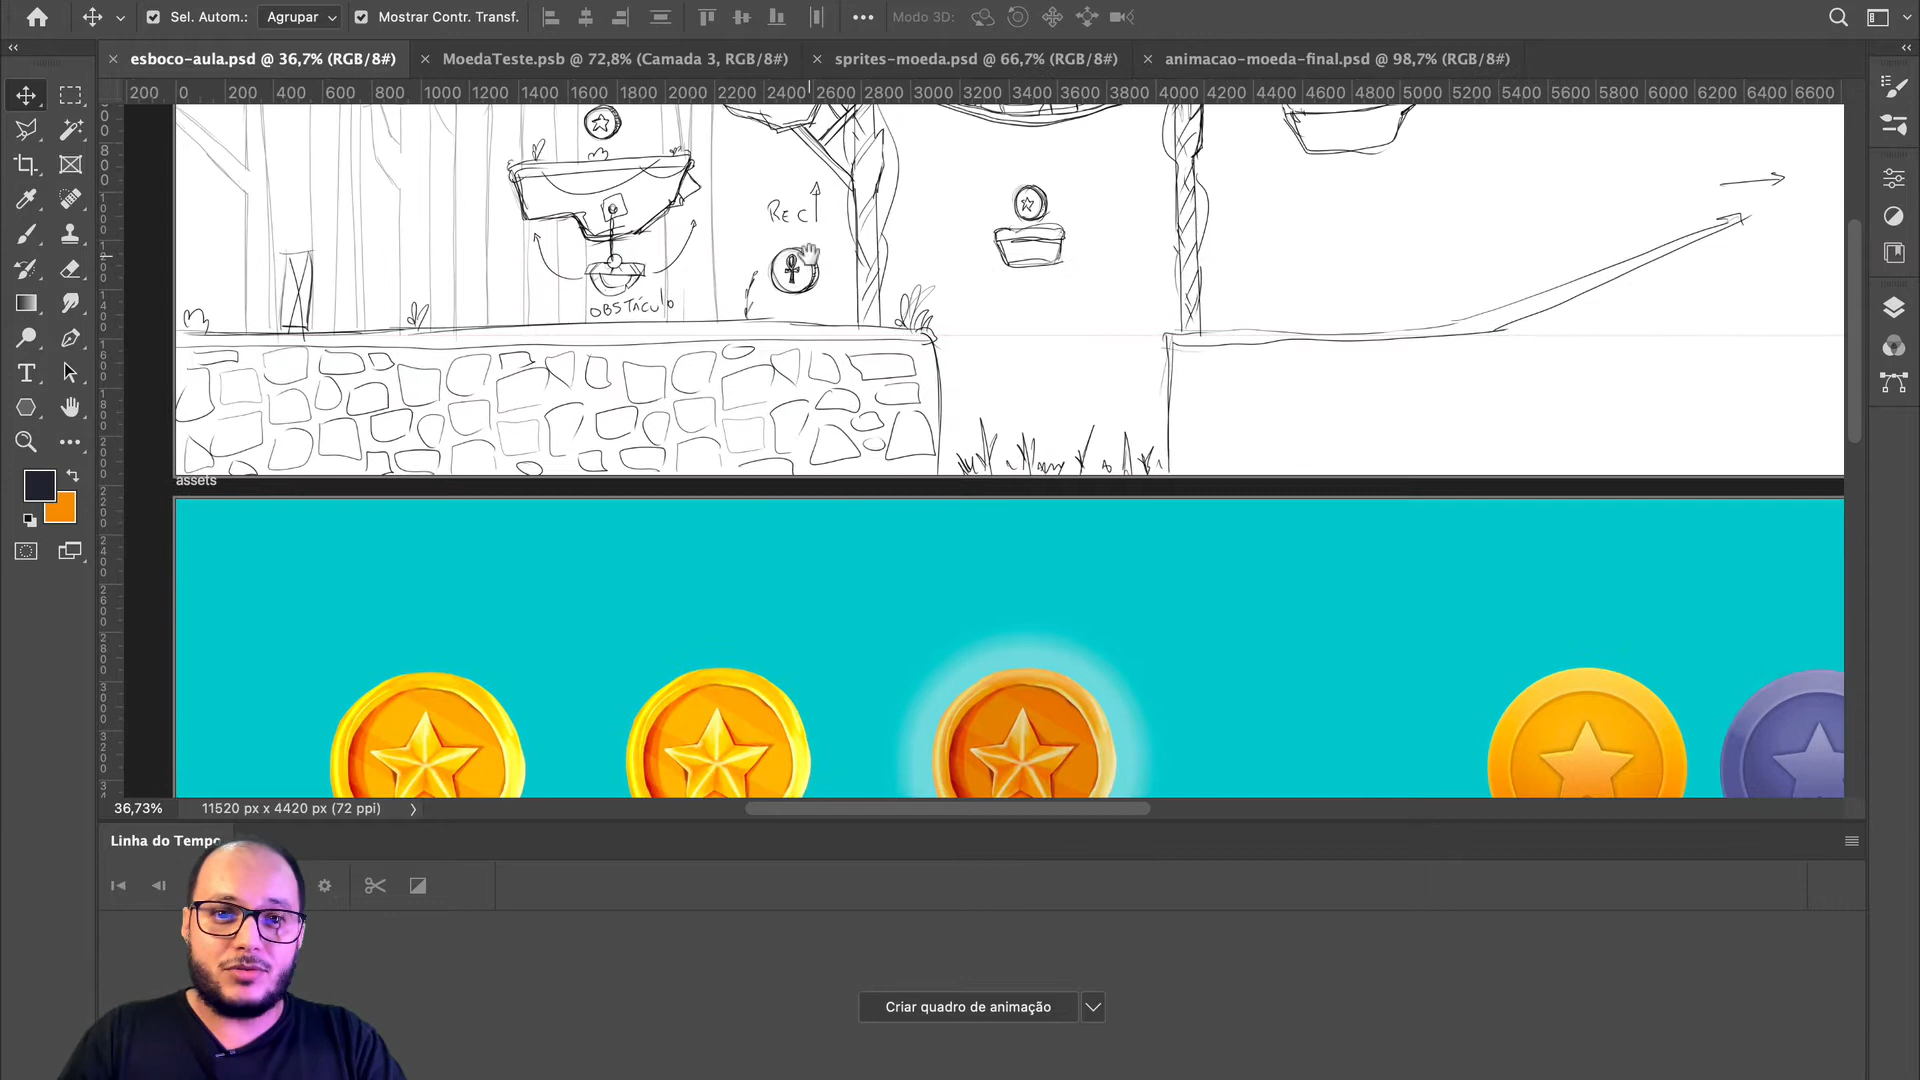 Sel. Autom.: Agrupar Mostrar Contr. Transf. Modo 3D:
esboco-aula.psd @ 36,7% (RGB/8#) MoedaTeste.psb @ 72,8% (Camada 3, RGB/8#) sprites-moeda.psd @ 66,7% (RGB/8#) animacao-moeda-final.psd @ 98,7% (RGB/8#)
200 0 200 400 600 800 1000 1200 1400 1600 1800 2000 2200 2400 2600 2800 3000 3200 3400 3600 3800 4000 4200 4400 4600 4800 5000 5200 5400 5600 5800 6000 6200 6400 6600
REC
OBSTÁCULO
assets
36,73% 11520 px x 4420 px (72 ppi)
Linha do Tempo
Criar quadro de animação